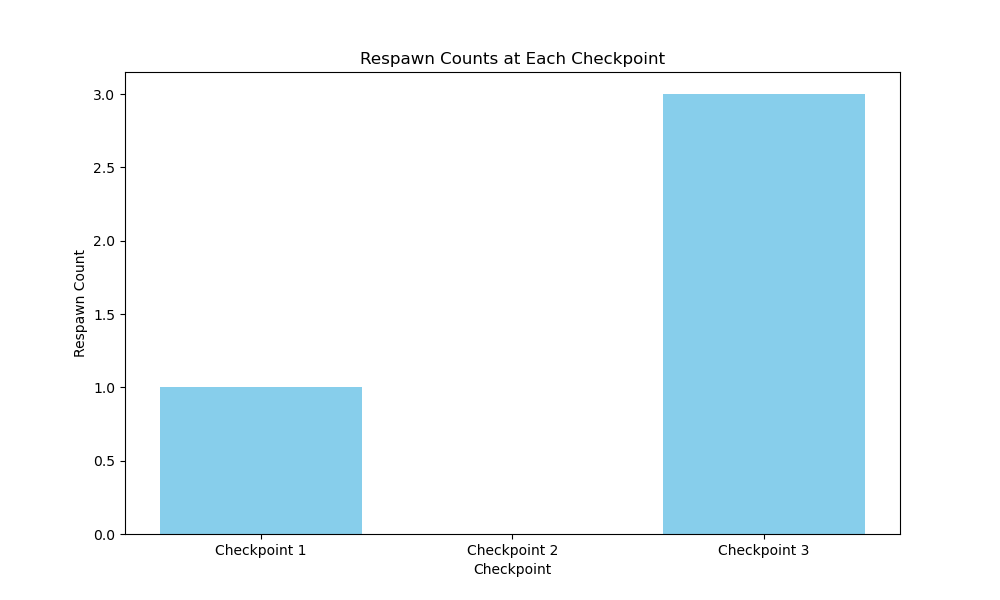 Respawn Counts at Each Checkpoint
3.0
2.5
2.0
1.5
1.0
0.5
0.0
Respawn Count
Checkpoint 1
Checkpoint 2
Checkpoint 3
Checkpoint